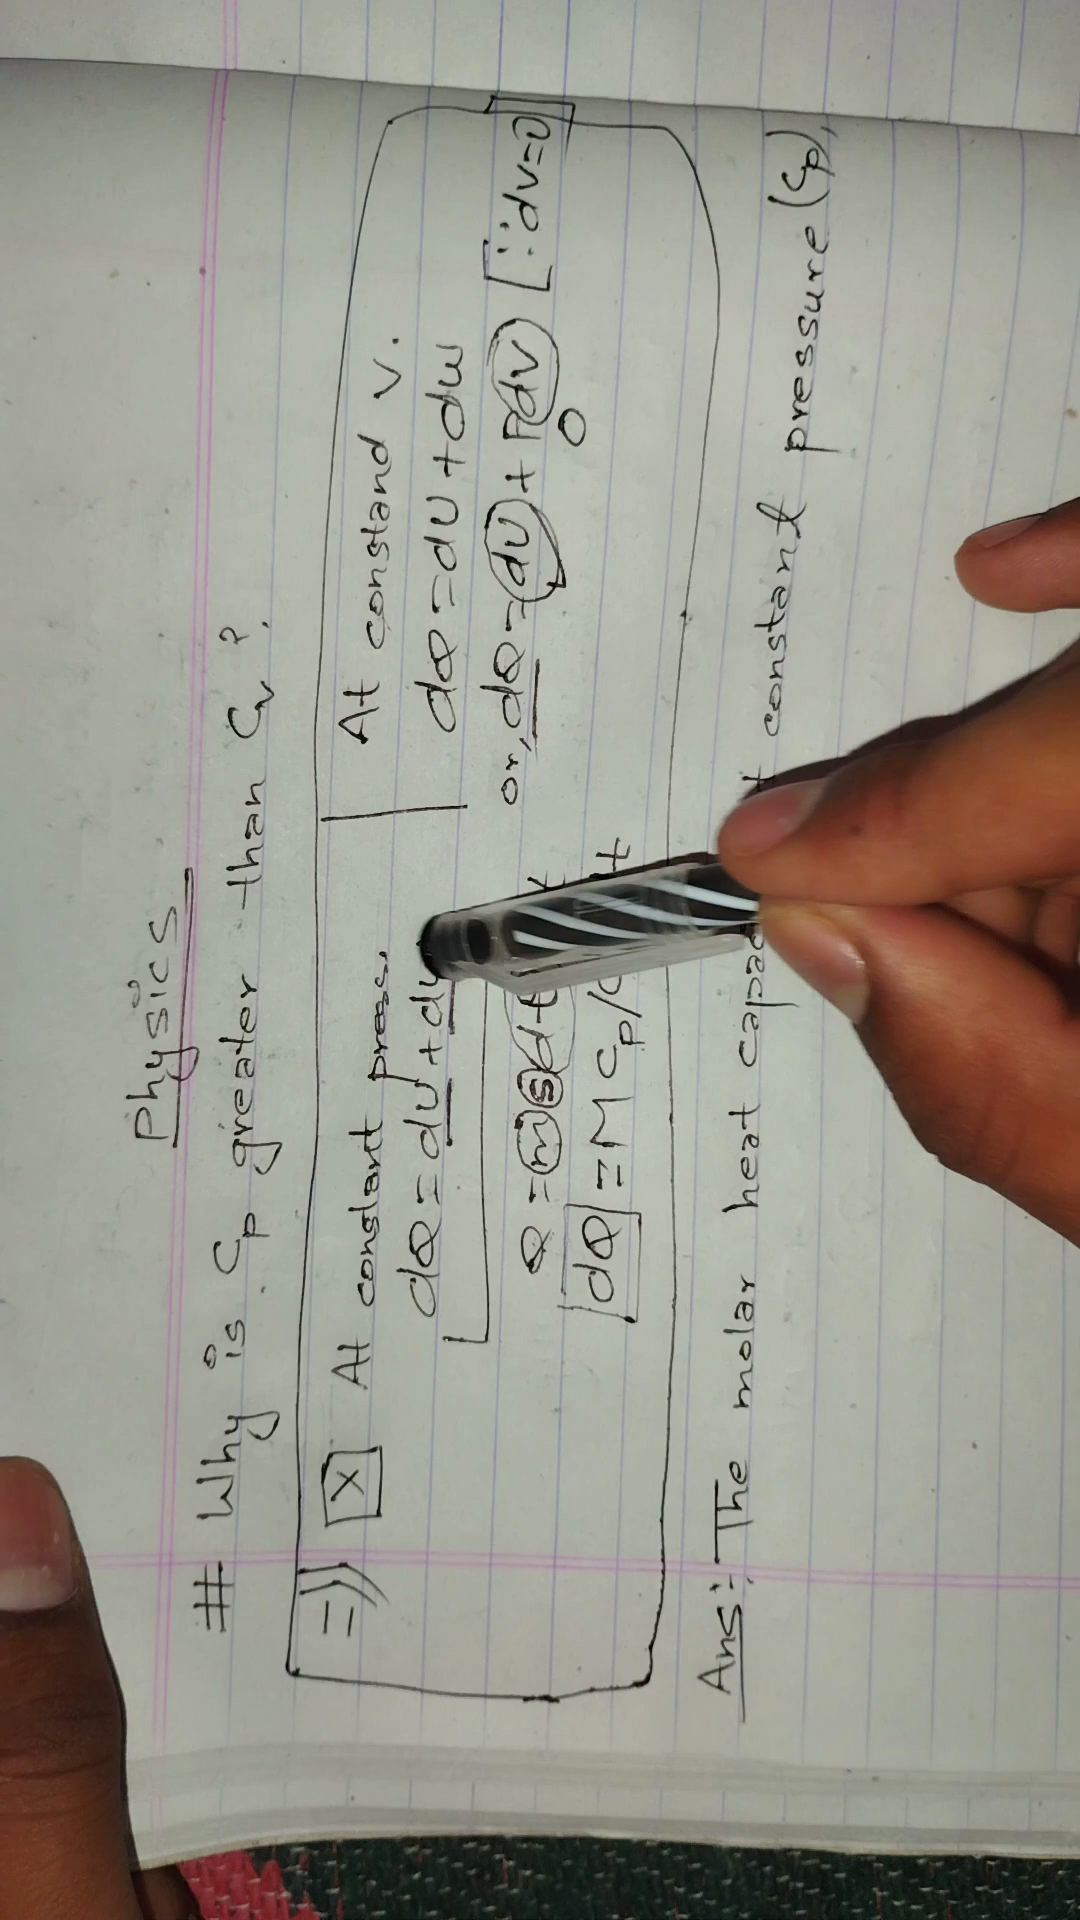 Physics
# Why is Cp greater than Cv?
=> X At constant press. At constand V.
dQ = dU + dQ = dU + dw
or, dQ = dU + PdV [∵ dV=0]
0
Q = msdt
dQ = M Cp/
Ans:- The molar heat constant pressure (Cp),